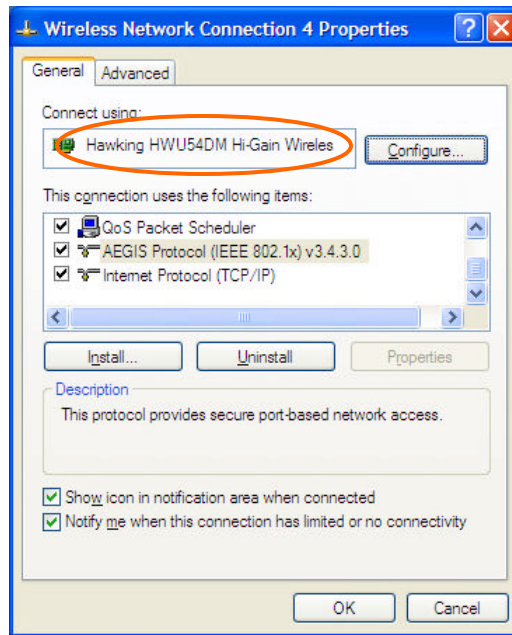 Wireless Network Connection 4 Properties
General Advanced
Connect using:
Hawking HWU54DM Hi-Gain Wireles
Configure...
This connection uses the following items:
QoS Packet Scheduler
AEGIS Protocol (IEEE 802.1x) v3.4.3.0
Internet Protocol (TCP/IP)
Install... Uninstall Properties
Description
This protocol provides secure port-based network access.
Show icon in notification area when connected
Notify me when this connection has limited or no connectivity
OK Cancel